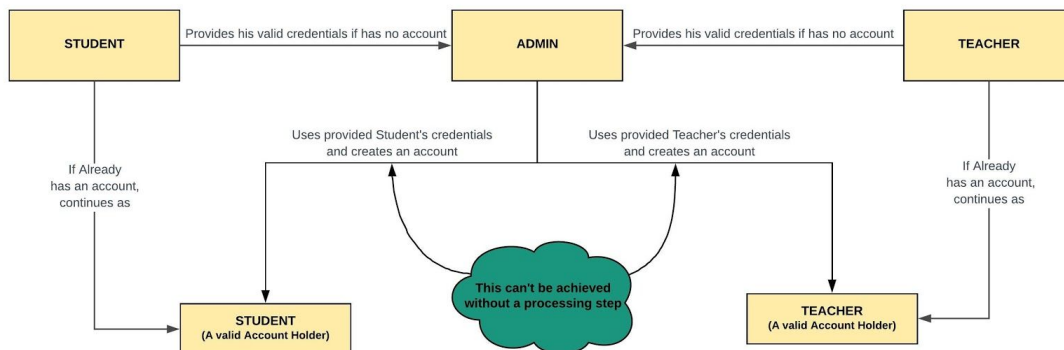 STUDENT
Provides his valid credentials if has no account
ADMIN
Provides his valid credentials if has no account
TEACHER
Uses provided Student's credentials
and creates an account
Uses provided Teacher's credentials
and creates an account
If Already
has an account,
continues as
If Already
has an account,
continues as
This can't be achieved
without a processing step
STUDENT
(A valid Account Holder)
TEACHER
(A valid Account Holder)